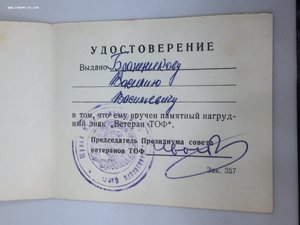 УДОСТОВЕРЕНИЕ
Выдано Браженикову
Василию
Васильевичу
в том, что ему вручен памятный нагруд-
ный знак "Ветеран ТОФ".
Председатель Президиума совета
ветеранов ТОФ
Зак. 357